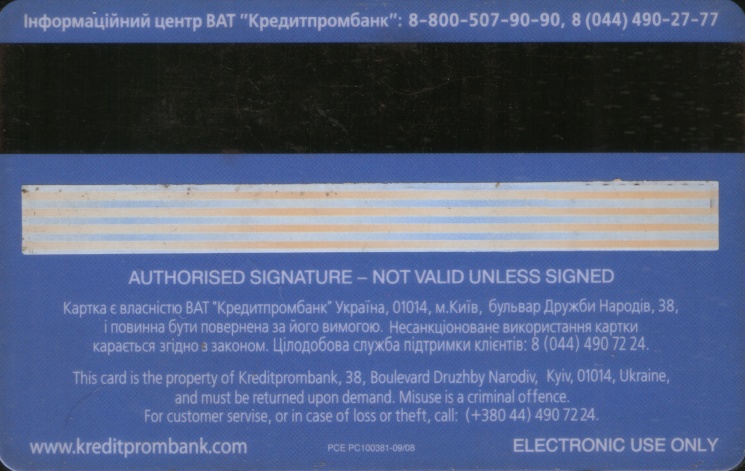 Інформаційний центр ВАТ "Кредитпромбанк": 8-800-507-90-90, 8 (044) 490-27-77
AUTHORISED SIGNATURE – NOT VALID UNLESS SIGNED
Картка є власністю ВАТ "Кредитпромбанк" Україна, 01014, м.Київ, бульвар Дружби Народів, 38,
і повинна бути повернена за його вимогою. Несанкціоноване використання картки
карається згідно з законом. Цілодобова служба підтримки клієнтів: 8 (044) 490 72 24.
This card is the property of Kreditprombank, 38, Boulevard Druzhby Narodiv, Kyiv, 01014, Ukraine,
and must be returned upon demand. Misuse is a criminal offence.
For customer servise, or in case of loss or theft, call: (+380 44) 490 72 24.
www.kreditprombank.com PCE PC100381-09/08 ELECTRONIC USE ONLY